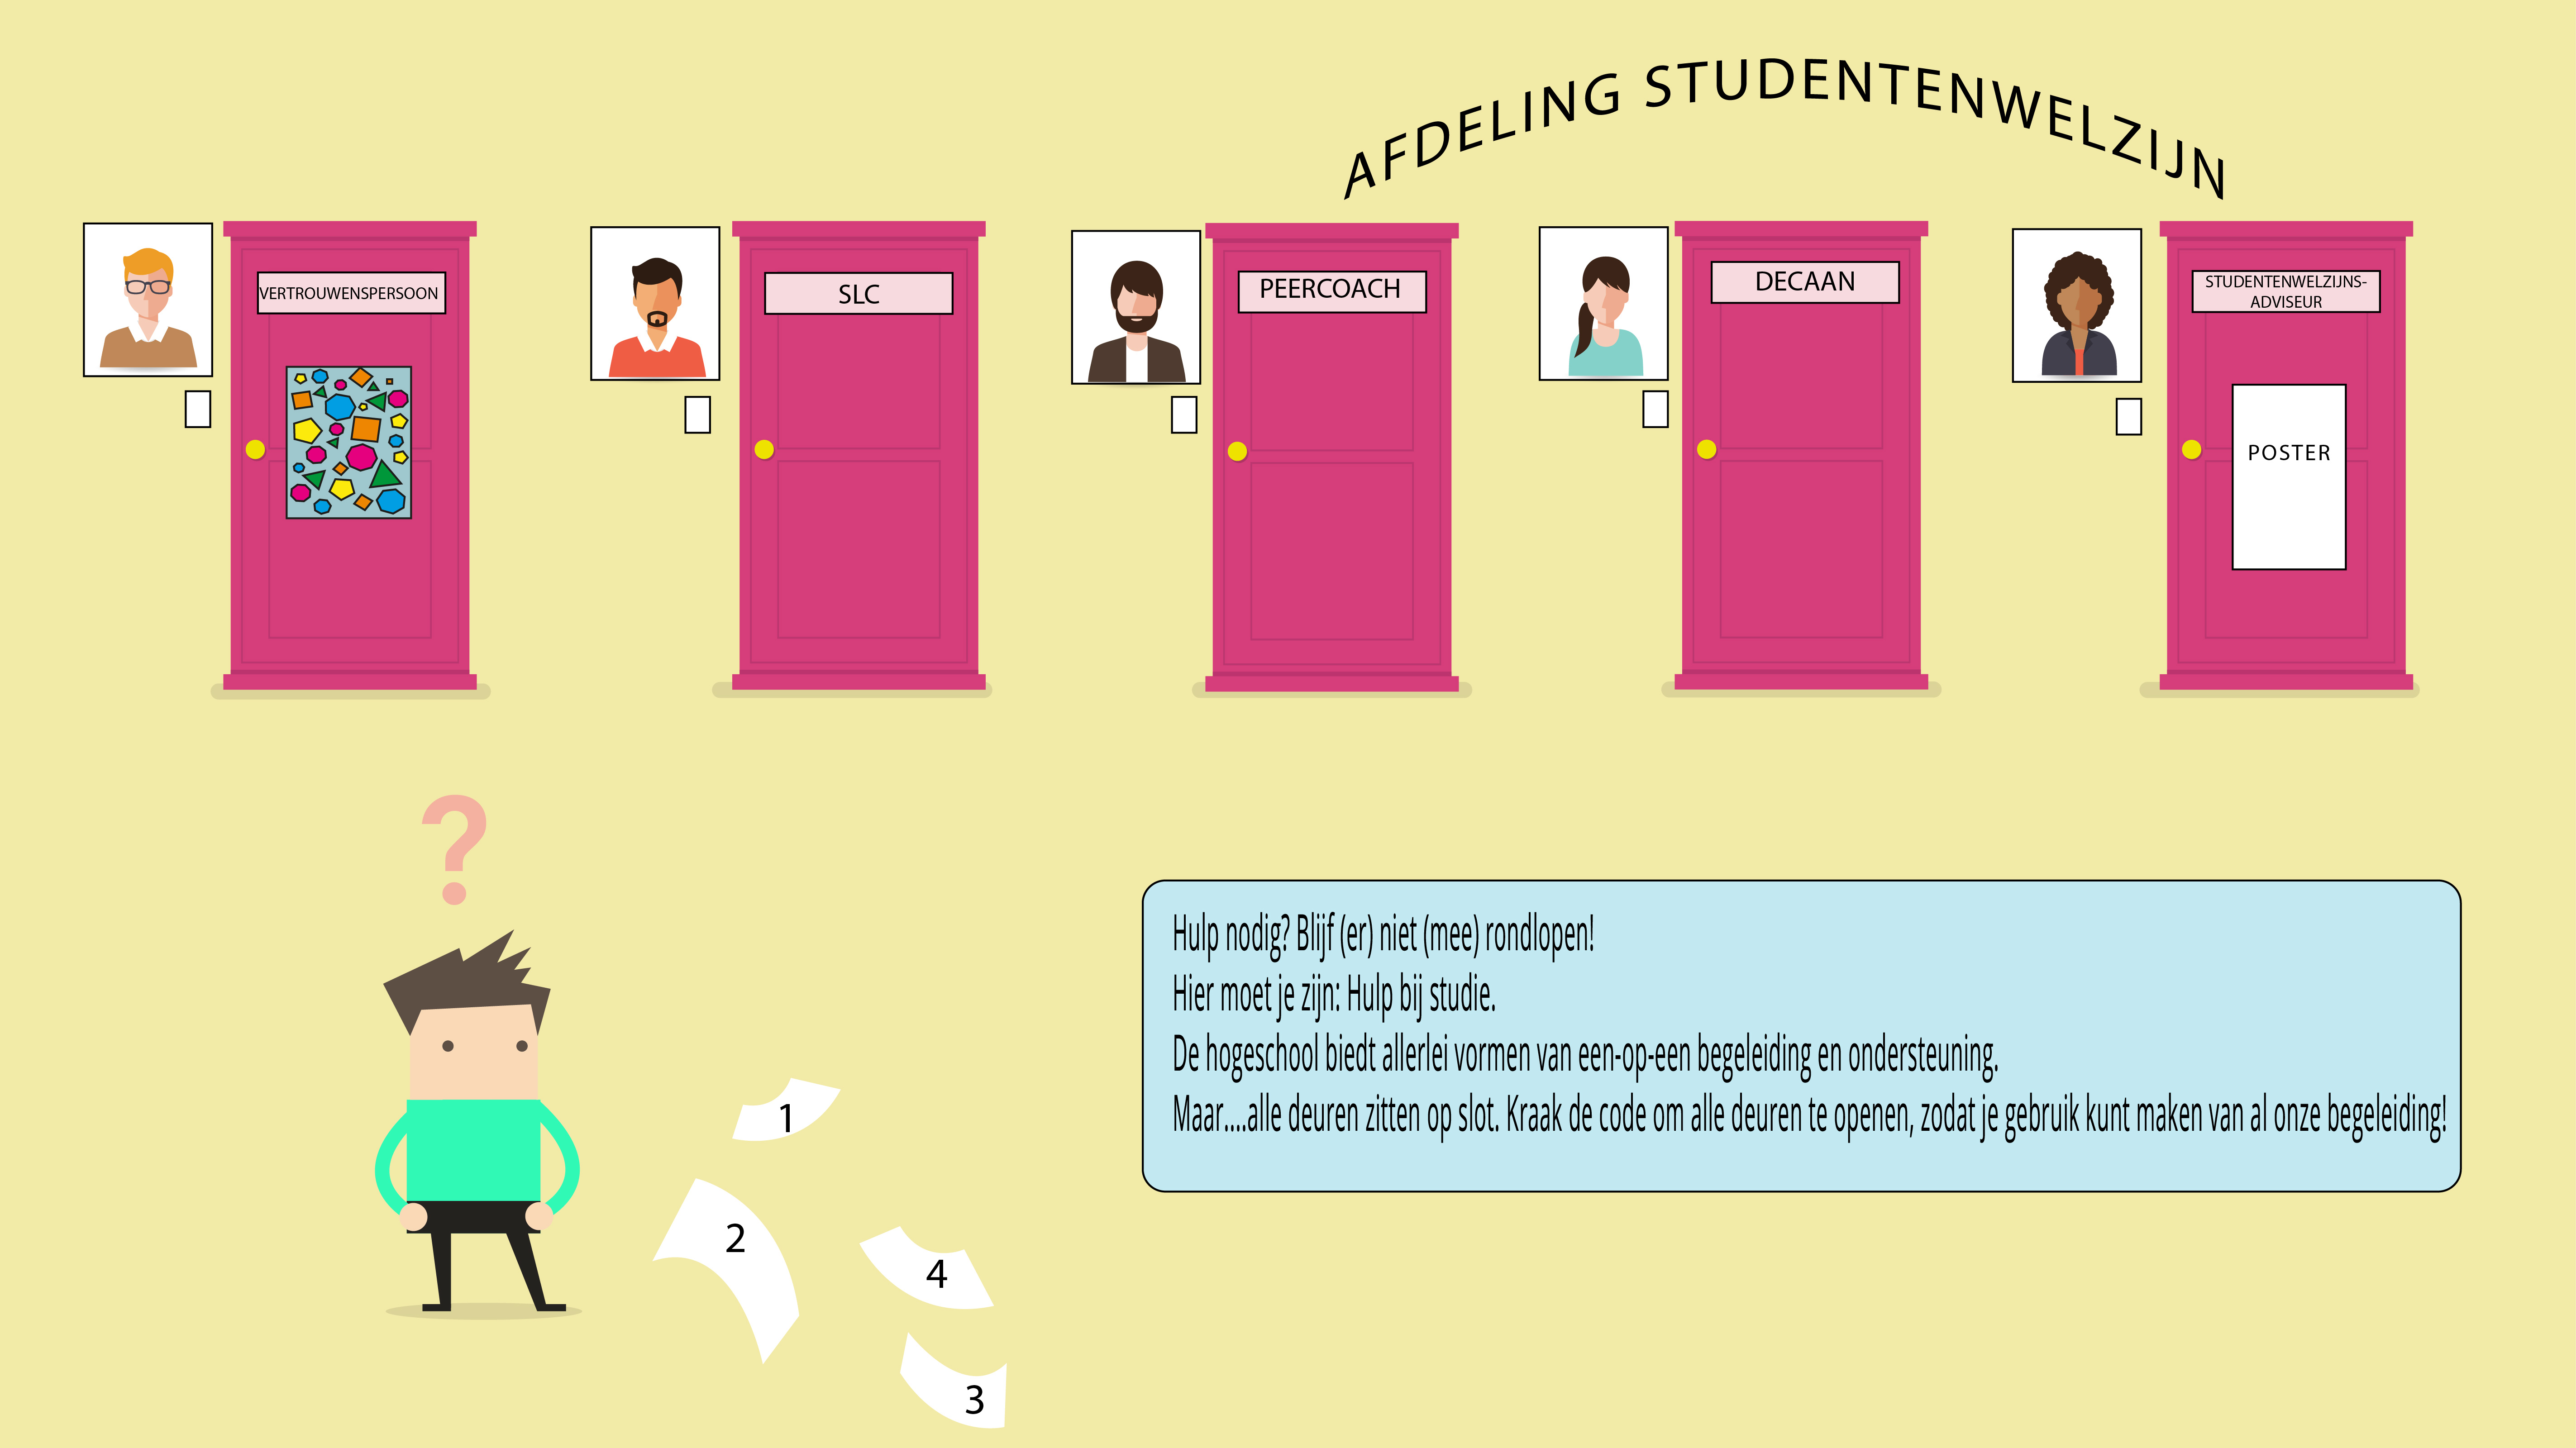 AFDELING STUDENTENWELZIJN
VERTROUWENSPERSOON
SLC
PEERCOACH
DECAAN
STUDENTENWELZIJNS-
ADVISEUR
POSTER
?
Hulp nodig? Blijf (er) niet (mee) rondlopen!
Hier moet je zijn: Hulp bij studie.
De hogeschool biedt allerlei vormen van een-op-een begeleiding en ondersteuning.
Maar....alle deuren zitten op slot. Kraak de code om alle deuren te openen, zodat je gebruik kunt maken van al onze begeleiding!
1
2
4
3